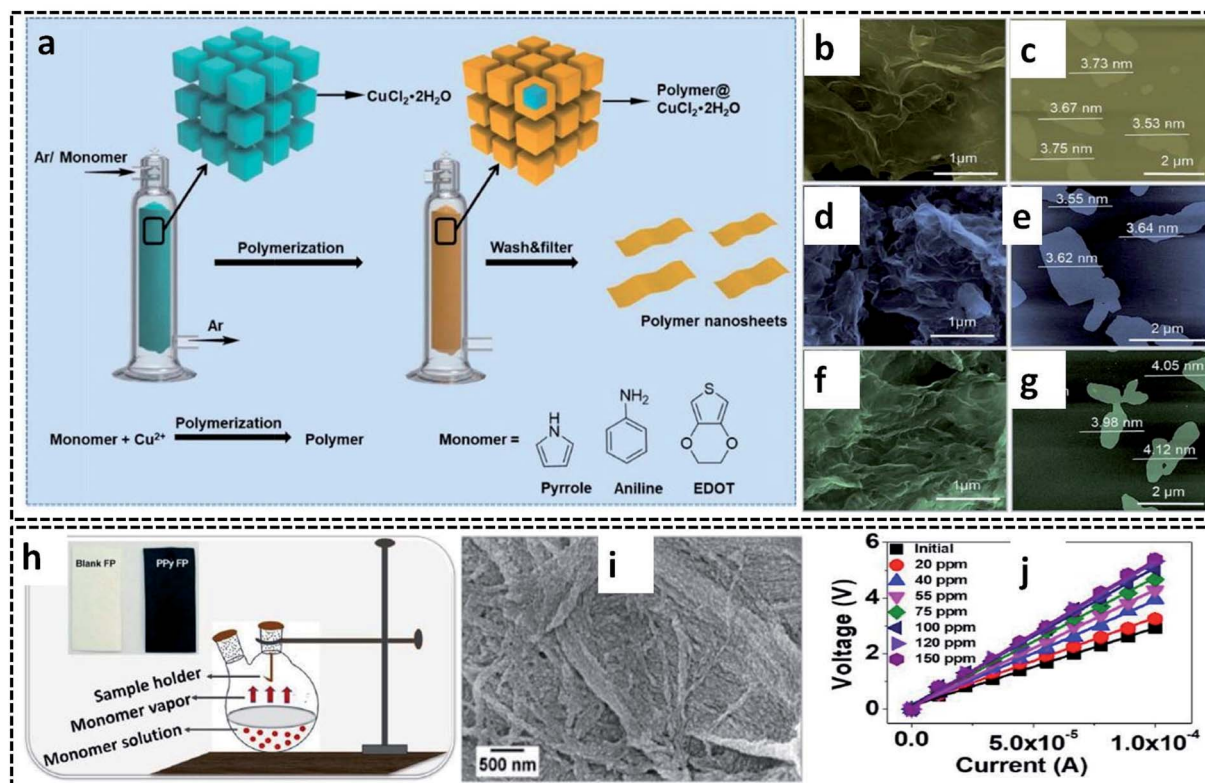 a
CuCl₂•2H₂O
Polymer@
CuCl₂•2H₂O
Ar/ Monomer
Polymerization
Wash&filter
Ar
Polymer nanosheets
Monomer + Cu²⁺
Polymerization
Polymer
Monomer =
H
N
NH₂
S
O
O
Pyrrole
Aniline
EDOT
b
1μm
c
3.73 nm
3.67 nm
3.53 nm
3.75 nm
2 μm
d
1μm
e
3.55 nm
3.64 nm
3.62 nm
2 μm
f
1μm
g
4.05 nm
3.98 nm
4.12 nm
2 μm
h
Blank FP
PPy FP
Sample holder
Monomer vapor
Monomer solution
i
500 nm
j
Voltage (V)
6
4
2
0
Initial
20 ppm
40 ppm
55 ppm
75 ppm
100 ppm
120 ppm
150 ppm
0.0
5.0x10⁻⁵
1.0x10⁻⁴
Current (A)